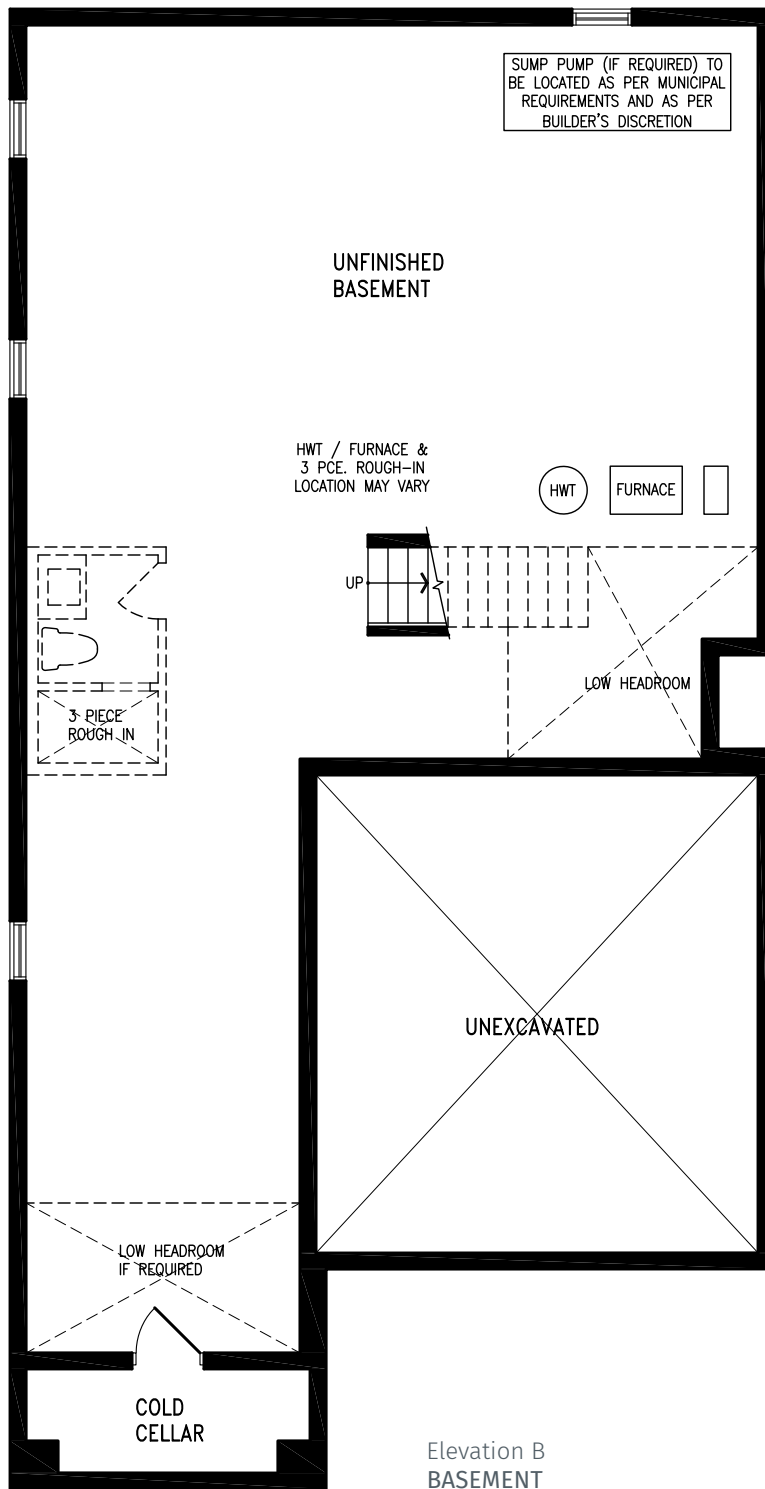 SUMP PUMP (IF REQUIRED) TO
BE LOCATED AS PER MUNICIPAL
REQUIREMENTS AND AS PER
BUILDER'S DISCRETION
UNFINISHED
BASEMENT
HWT / FURNACE &
3 PCE. ROUGH-IN
LOCATION MAY VARY
HWT
FURNACE
UP
LOW HEADROOM
3 PIECE
ROUGH IN
UNEXCAVATED
LOW HEADROOM
IF REQUIRED
COLD
CELLAR
Elevation B
BASEMENT